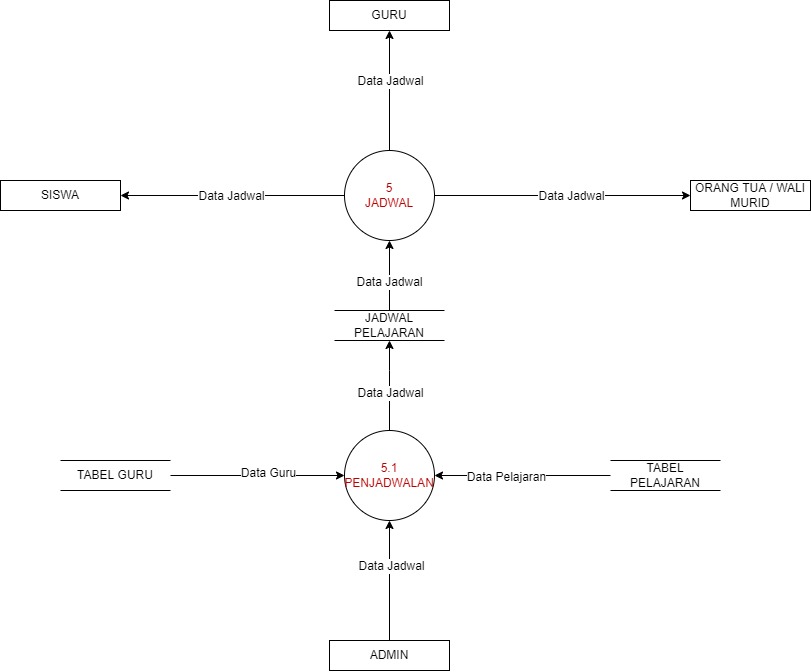 GURU
Data Jadwal
5
JADWAL
SISWA
Data Jadwal
Data Jadwal
ORANG TUA / WALI
MURID
Data Jadwal
JADWAL
PELAJARAN
Data Jadwal
TABEL GURU
Data Guru
5.1
PENJADWALAN
Data Pelajaran
TABEL
PELAJARAN
Data Jadwal
ADMIN